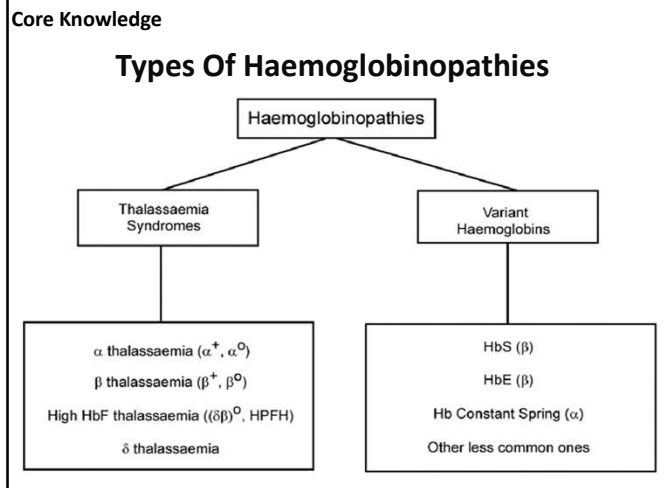 Core Knowledge
Types Of Haemoglobinopathies
Haemoglobinopathies
Thalassaemia
Syndromes
Variant
Haemoglobins
α thalassaemia (α⁺, α⁰)
β thalassaemia (β⁺, β⁰)
High HbF thalassaemia ((δβ)⁰, HPFH)
δ thalassaemia
HbS (β)
HbE (β)
Hb Constant Spring (α)
Other less common ones